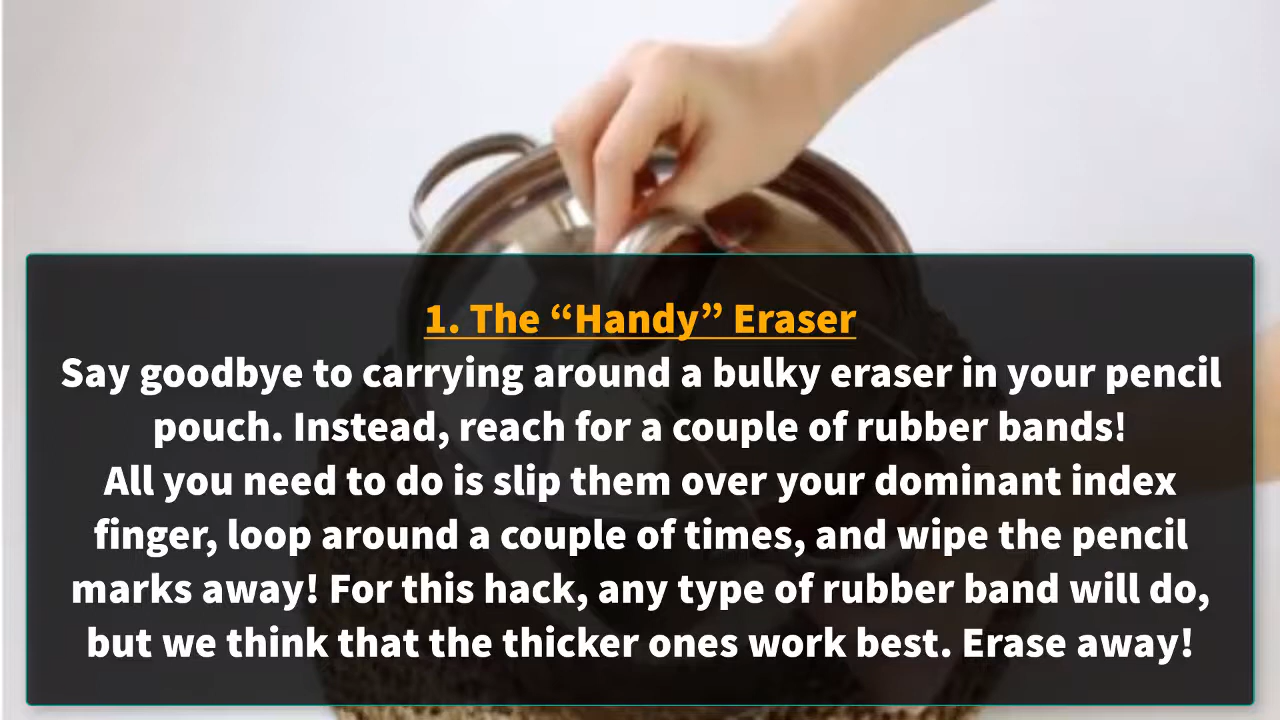 1. The “Handy” Eraser
Say goodbye to carrying around a bulky eraser in your pencil
pouch. Instead, reach for a couple of rubber bands!
All you need to do is slip them over your dominant index
finger, loop around a couple of times, and wipe the pencil
marks away! For this hack, any type of rubber band will do,
but we think that the thicker ones work best. Erase away!